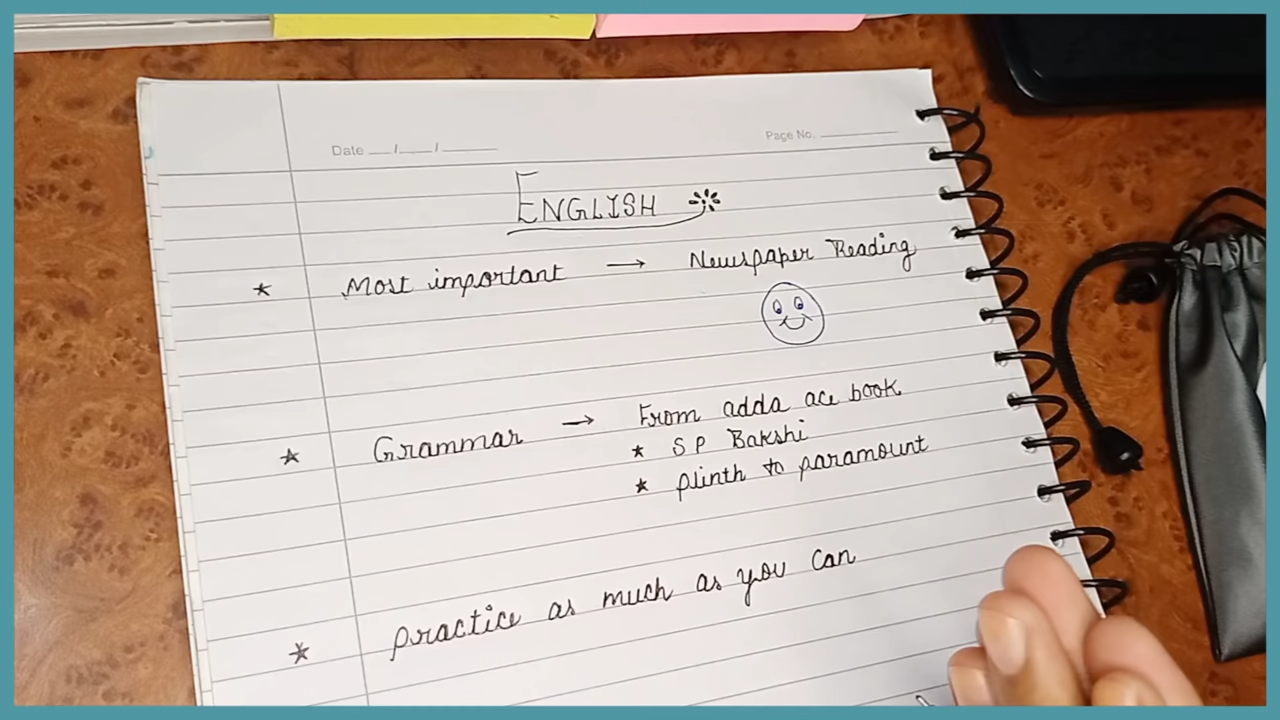 Date __/__/____ Page No. ______
ENGLISH
★ Most important → Newspaper Reading
★ Grammar → From adda ace book
★ SP Bakshi
★ plinth to paramount
★ practice as much as you can